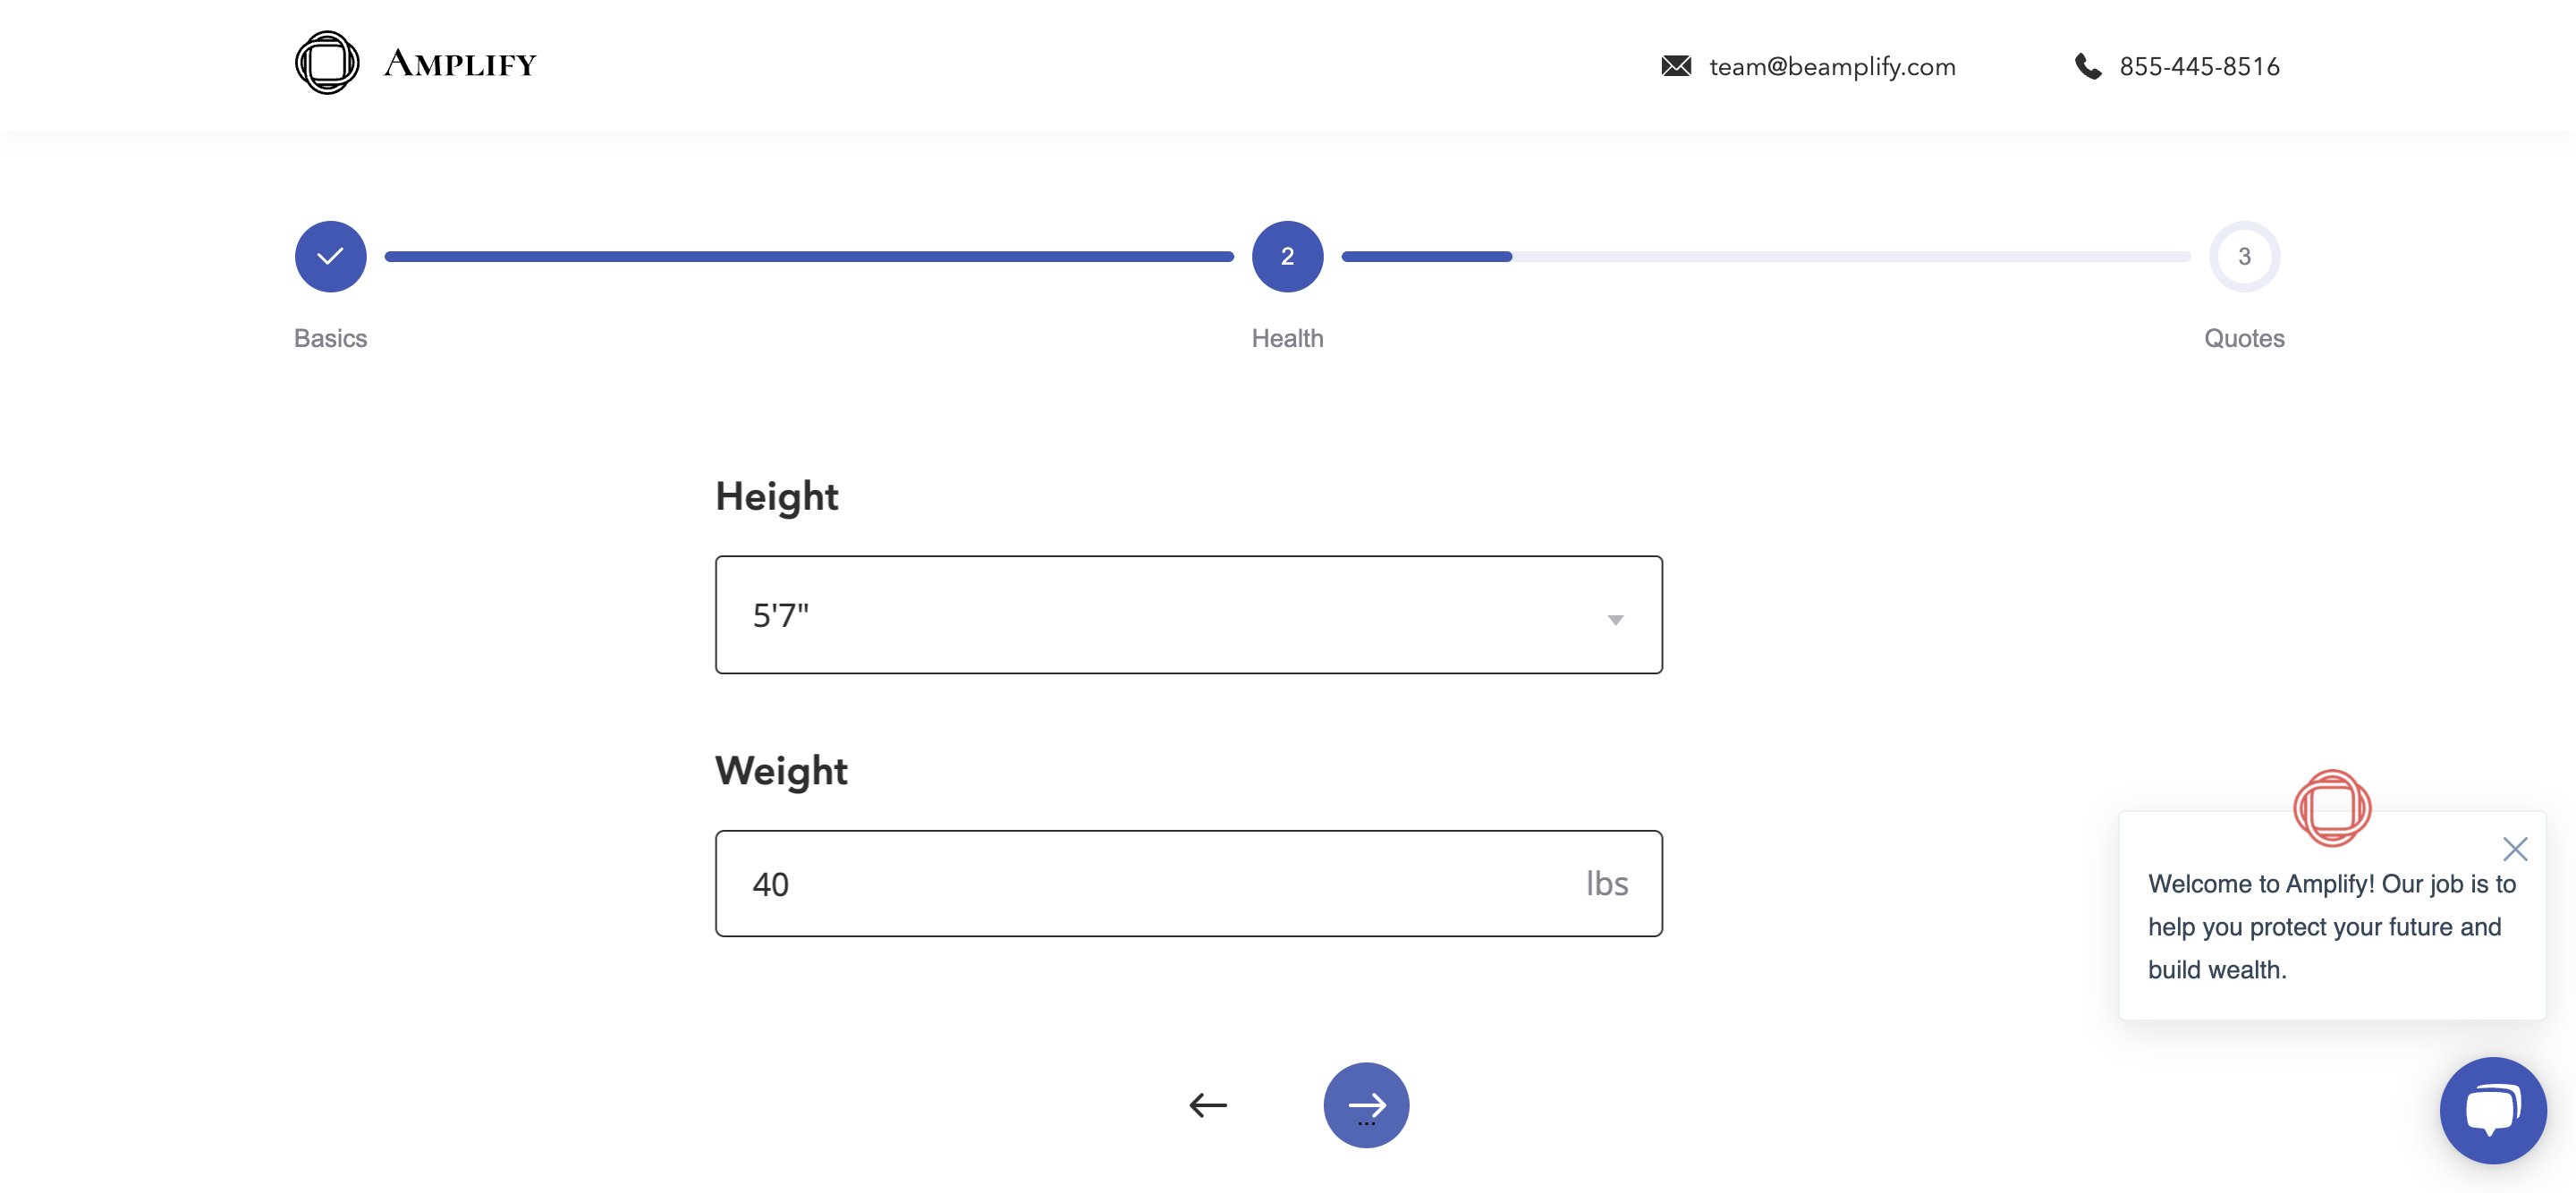 AMPLIFY
team@beamplify.com
855-445-8516
2
3
Basics
Health
Quotes
Height
5'7"
Weight
40
lbs
Welcome to Amplify! Our job is to
help you protect your future and
build wealth.
...